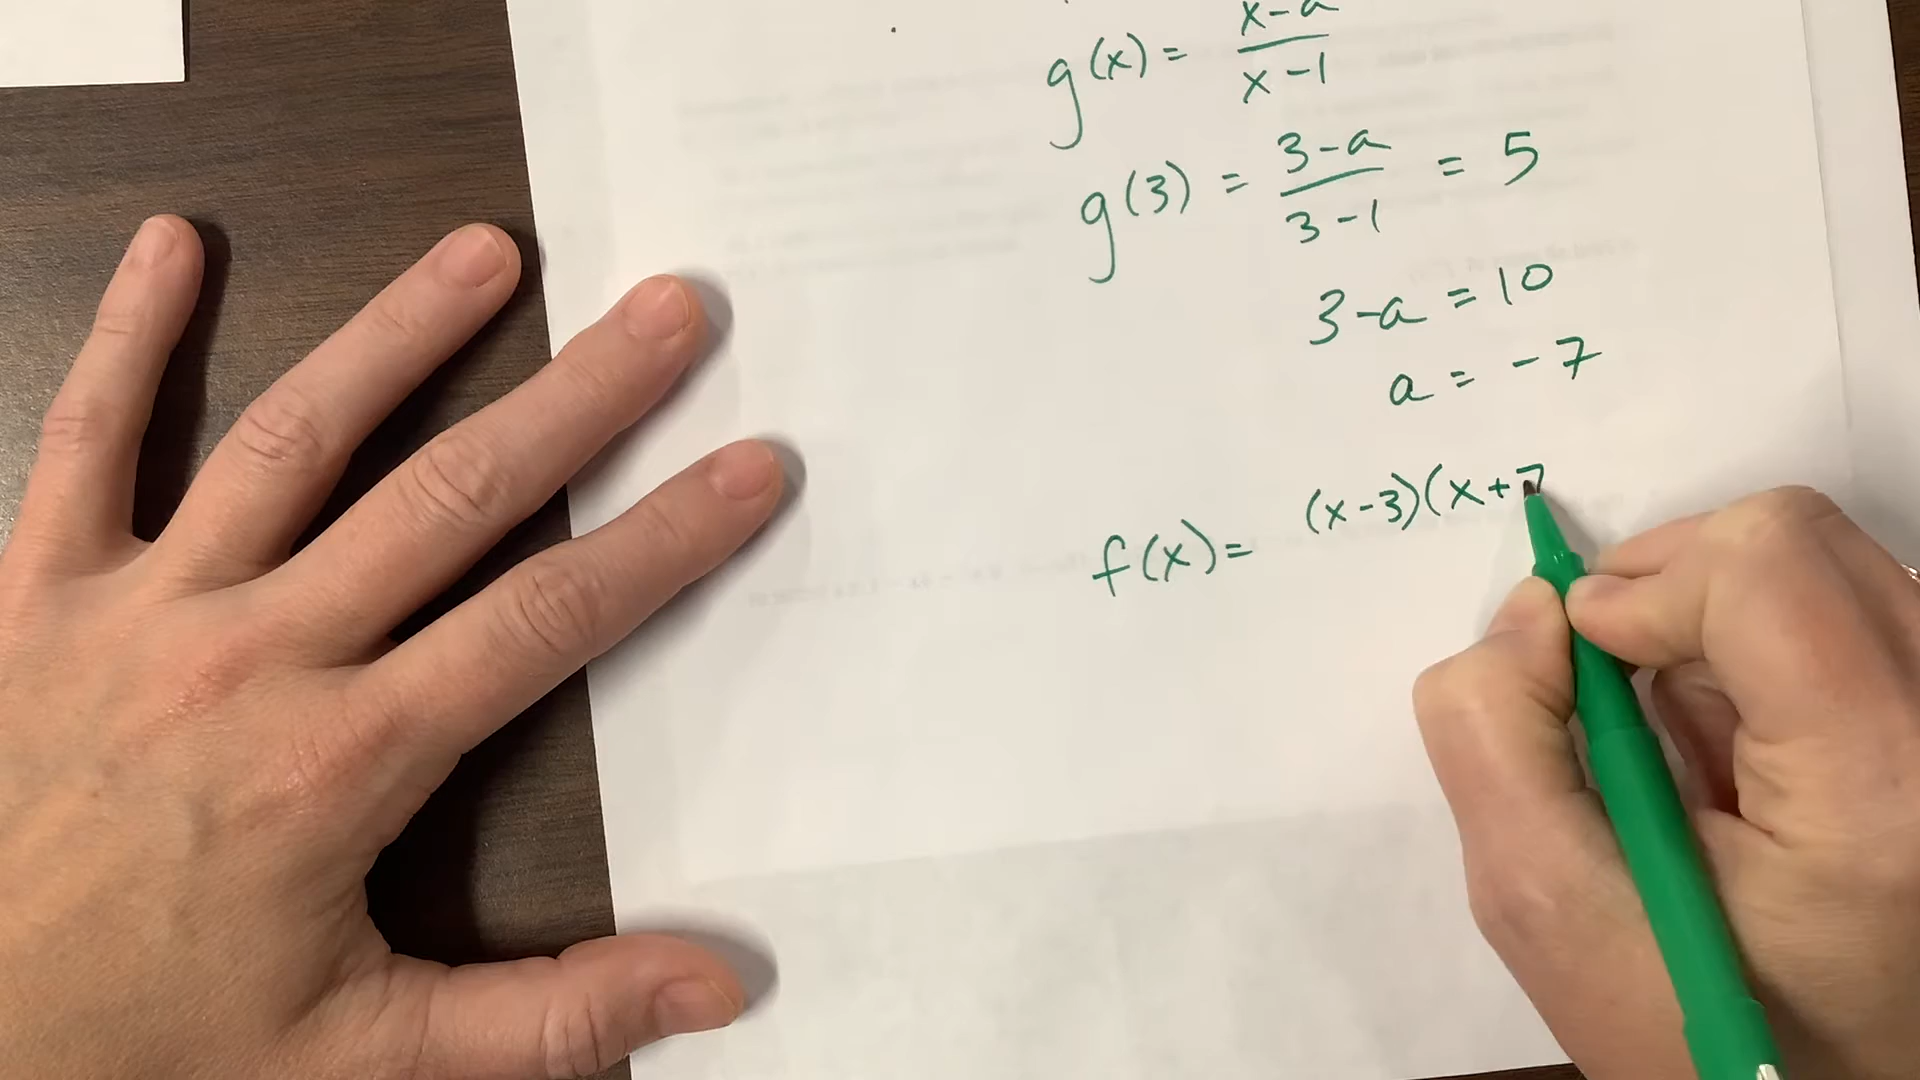 g(x) = x-a / x-1
g(3) = 3-a / 3-1 = 5
3-a = 10
a = -7
f(x) = (x-3)(x+7